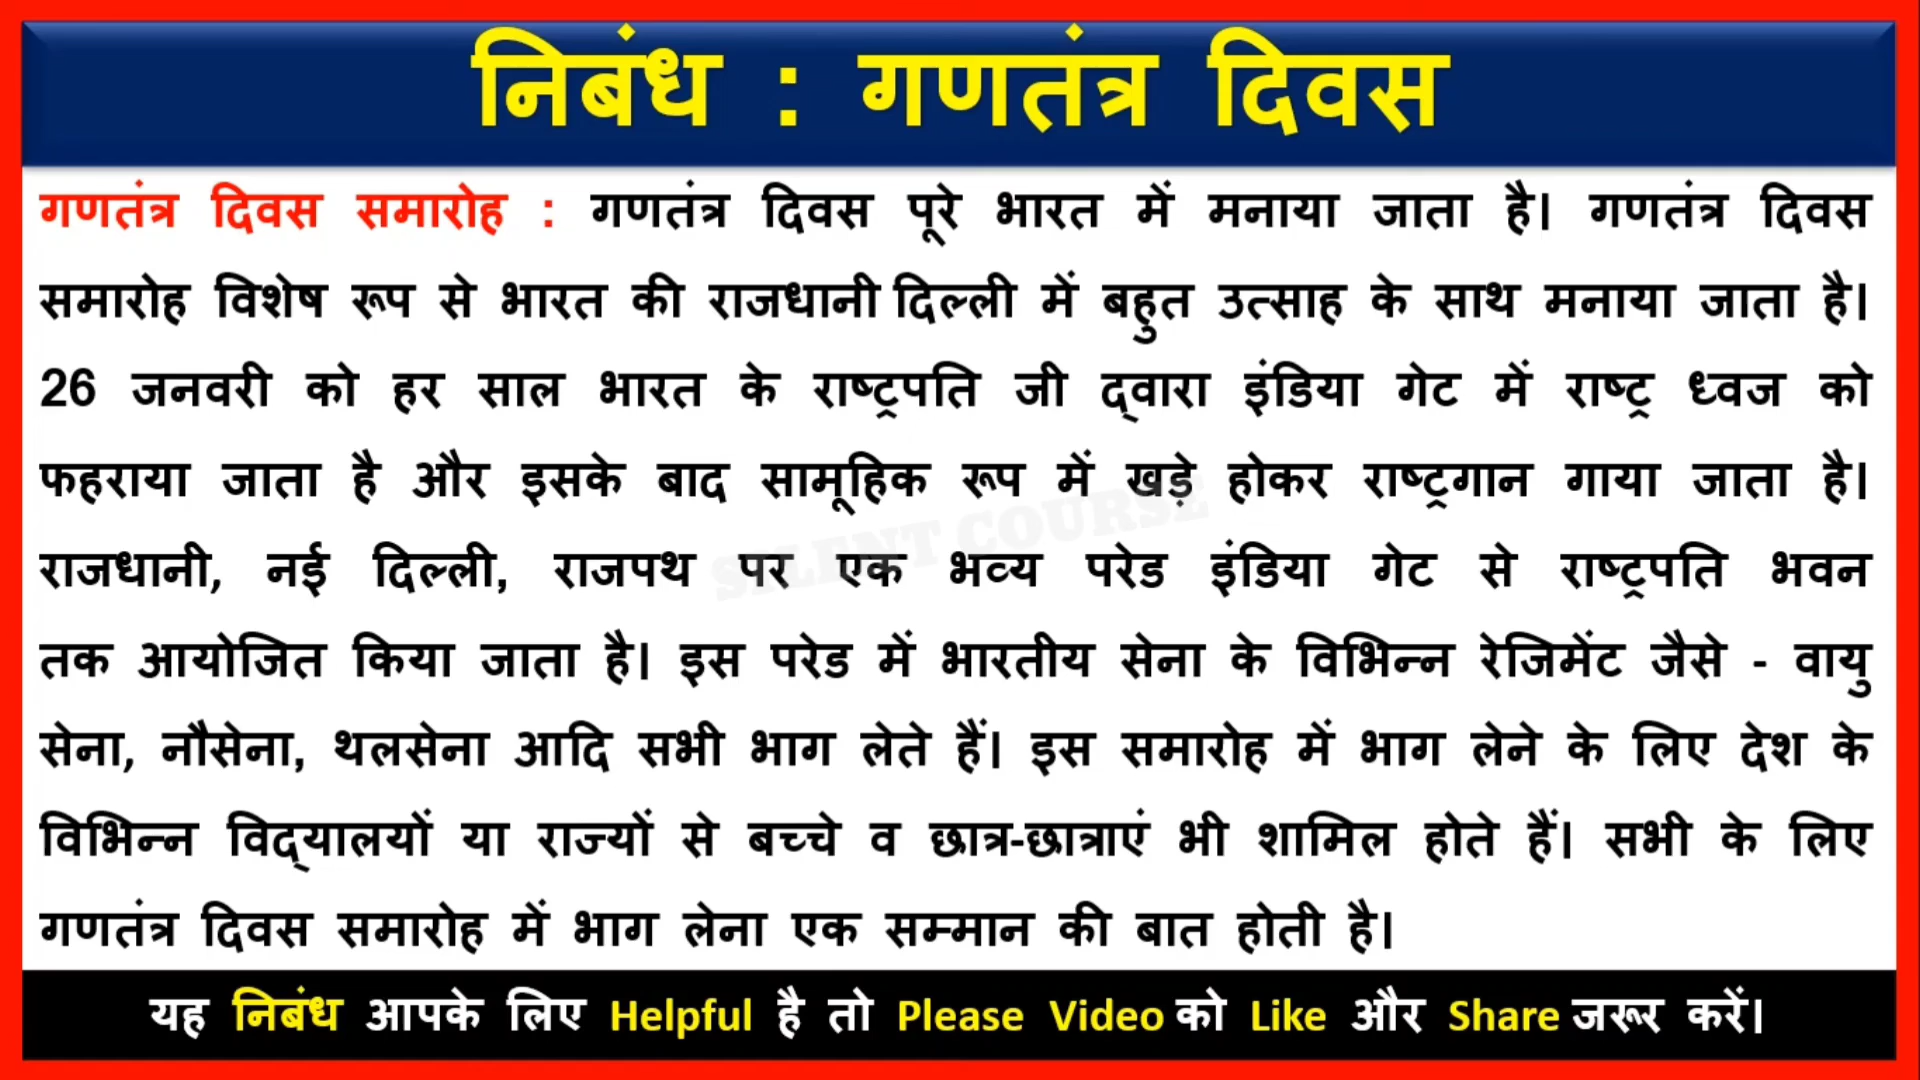 निबंध : गणतंत्र दिवस
गणतंत्र दिवस समारोह : गणतंत्र दिवस पूरे भारत में मनाया जाता है। गणतंत्र दिवस
समारोह विशेष रूप से भारत की राजधानी दिल्ली में बहुत उत्साह के साथ मनाया जाता है।
26 जनवरी को हर साल भारत के राष्ट्रपति जी द्वारा इंडिया गेट में राष्ट्र ध्वज को
फहराया जाता है और इसके बाद सामूहिक रूप में खड़े होकर राष्ट्रगान गाया जाता है।
राजधानी, नई दिल्ली, राजपथ पर एक भव्य परेड इंडिया गेट से राष्ट्रपति भवन
तक आयोजित किया जाता है। इस परेड में भारतीय सेना के विभिन्न रेजिमेंट जैसे - वायु
सेना, नौसेना, थलसेना आदि सभी भाग लेते हैं। इस समारोह में भाग लेने के लिए देश के
विभिन्न विद्यालयों या राज्यों से बच्चे व छात्र-छात्राएं भी शामिल होते हैं। सभी के लिए
गणतंत्र दिवस समारोह में भाग लेना एक सम्मान की बात होती है।
SILENT COURSE
यह निबंध आपके लिए Helpful है तो Please Video को Like और Share जरूर करें।